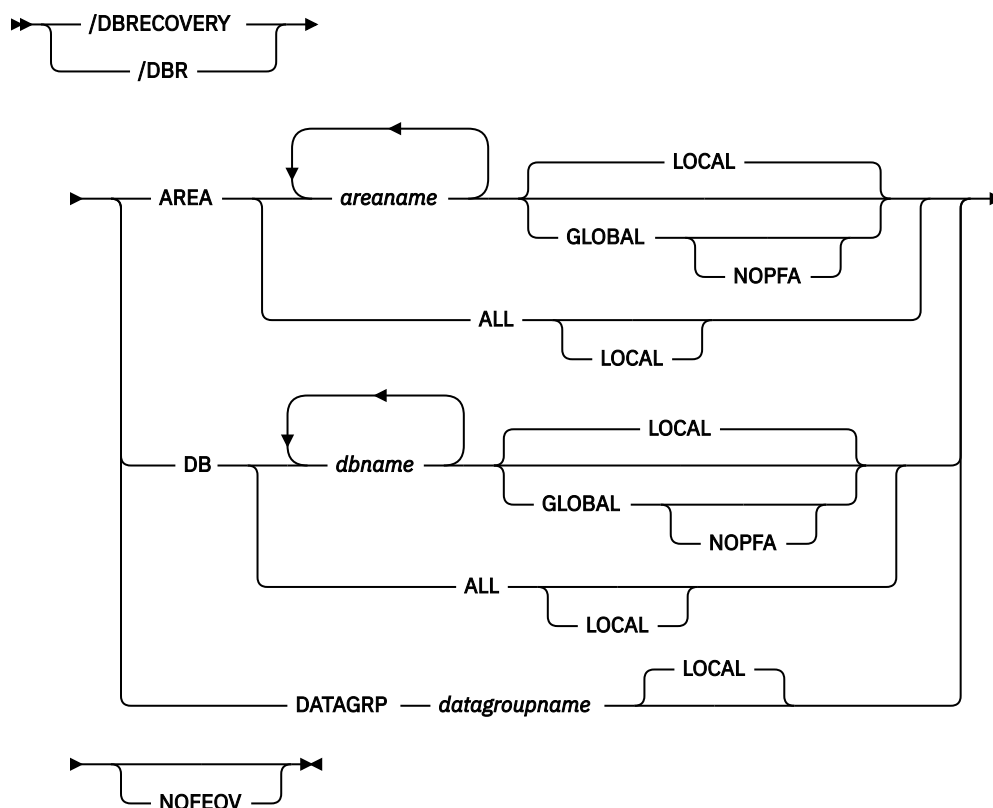 /DBRECOVERY
/DBR
LOCAL
AREA areaname
GLOBAL
NOPFA
ALL
LOCAL
LOCAL
DB dbname
GLOBAL
NOPFA
ALL
LOCAL
LOCAL
DATAGRP datagroupname
NOFEOV